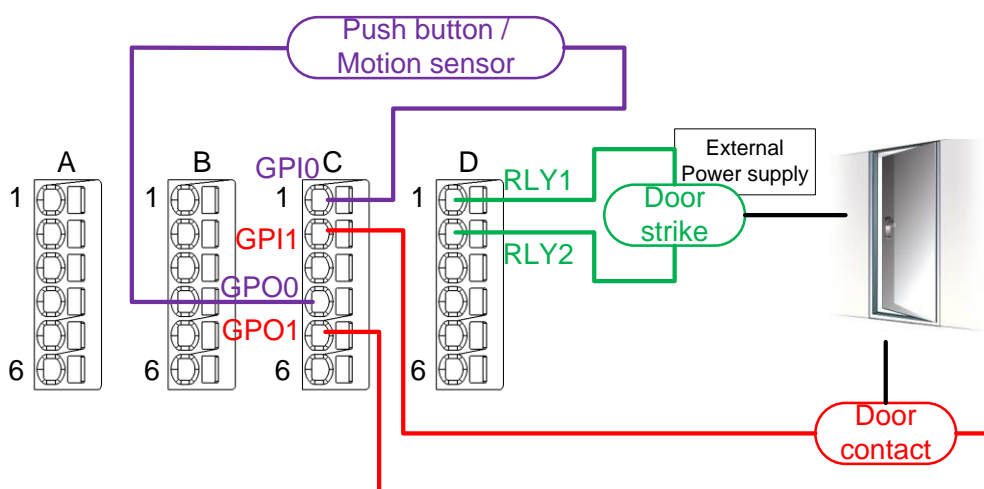 Push button /
Motion sensor
A
B
GPI0
C
D
External
Power supply
1
1
1
1
RLY1
Door
strike
GPI1
RLY2
GPO0
GPO1
6
6
6
6
Door
contact